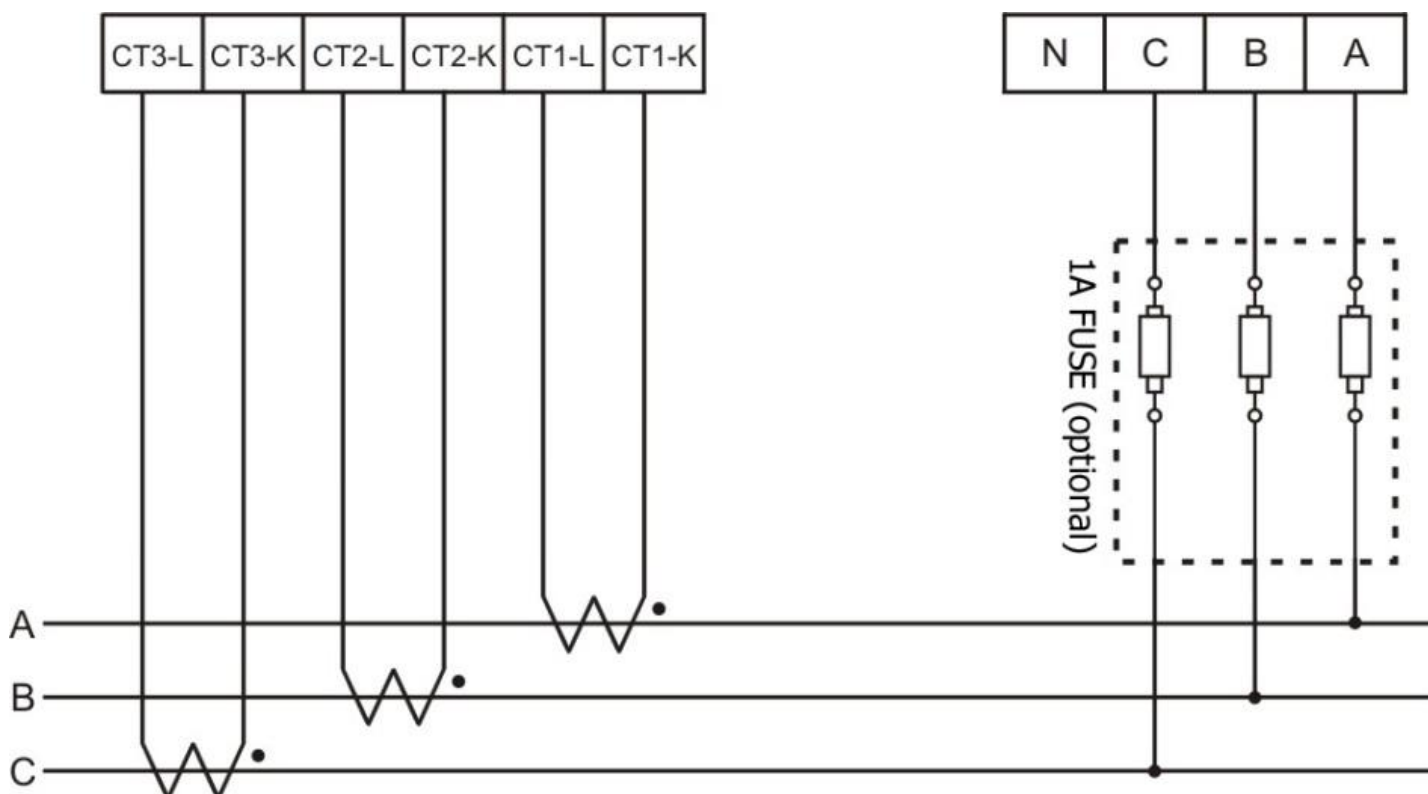 CT3-L CT3-K CT2-L CT2-K CT1-L CT1-K
N C B A
1A FUSE (optional)
A
B
C